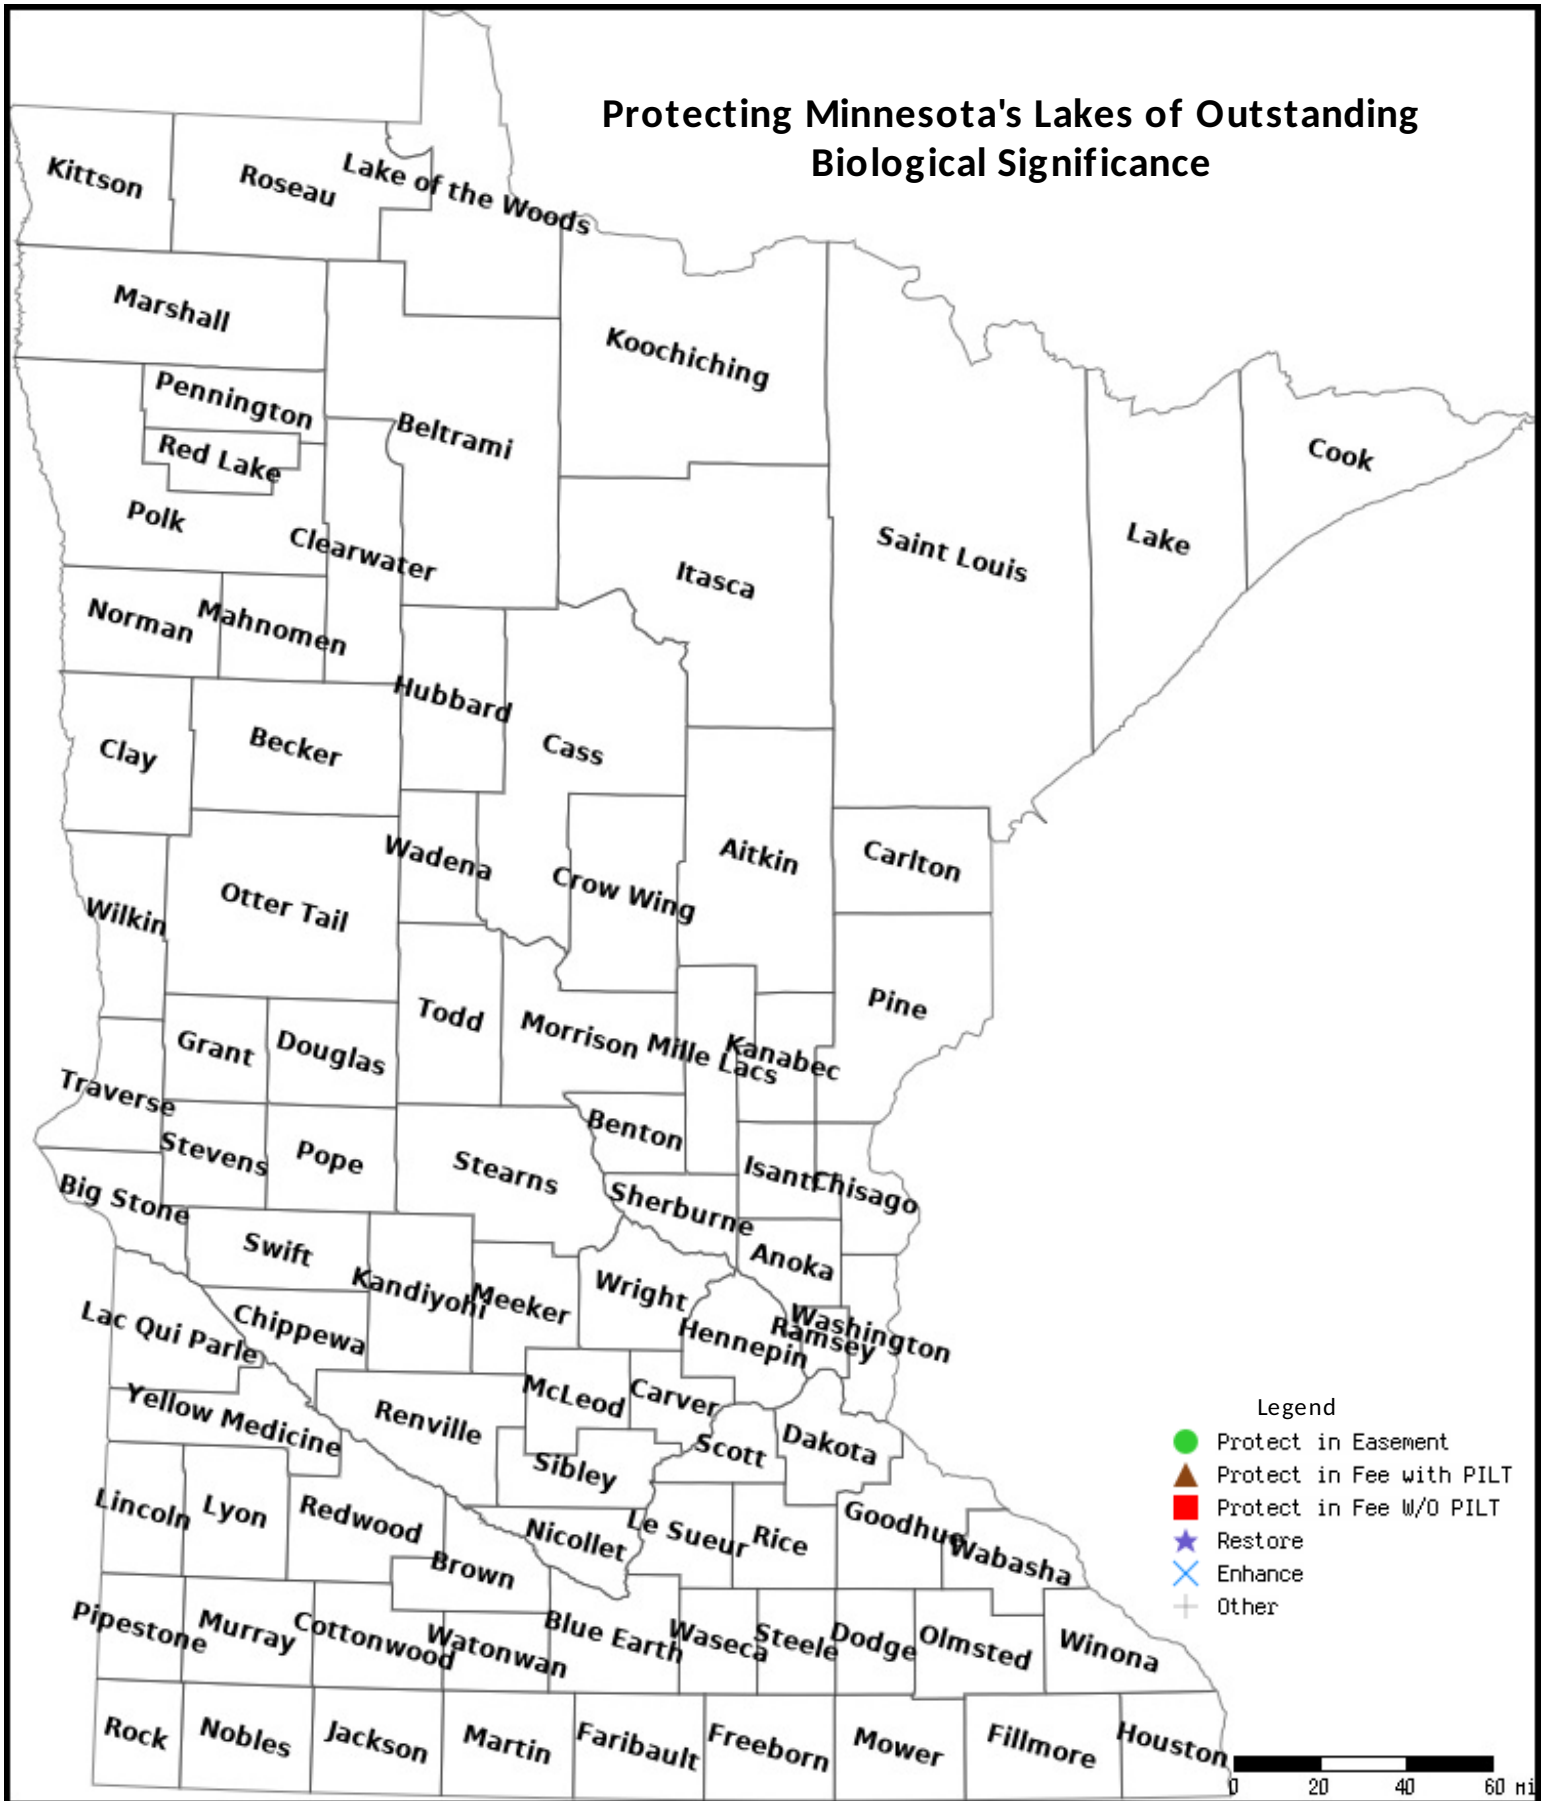 Protecting Minnesota's Lakes of Outstanding
Biological Significance
Kittson
Roseau
Lake of the Woods
Marshall
Koochiching
Pennington
Beltrami
Red Lake
Cook
Polk
Clearwater
Saint Louis
Lake
Itasca
Norman
Mahnomen
Hubbard
Clay
Becker
Cass
Wadena
Aitkin
Carlton
Wilkin
Otter Tail
Crow Wing
Pine
Todd
Morrison
Mille Lacs
Kanabec
Grant
Douglas
Traverse
Benton
Stevens
Pope
Stearns
Isanti
Chisago
Big Stone
Sherburne
Swift
Anoka
Kandiyohi
Meeker
Wright
Lac Qui Parle
Chippewa
Hennepin
Ramsey
Washington
Yellow Medicine
Renville
McLeod
Carver
Scott
Dakota
Sibley
Lincoln
Lyon
Redwood
Nicollet
Le Sueur
Rice
Goodhue
Wabasha
Brown
Pipestone
Murray
Cottonwood
Watonwan
Blue Earth
Waseca
Steele
Dodge
Olmsted
Winona
Rock
Nobles
Jackson
Martin
Faribault
Freeborn
Mower
Fillmore
Houston
Legend
Protect in Easement
Protect in Fee with PILT
Protect in Fee W/O PILT
Restore
Enhance
Other
0 20 40 60 mi